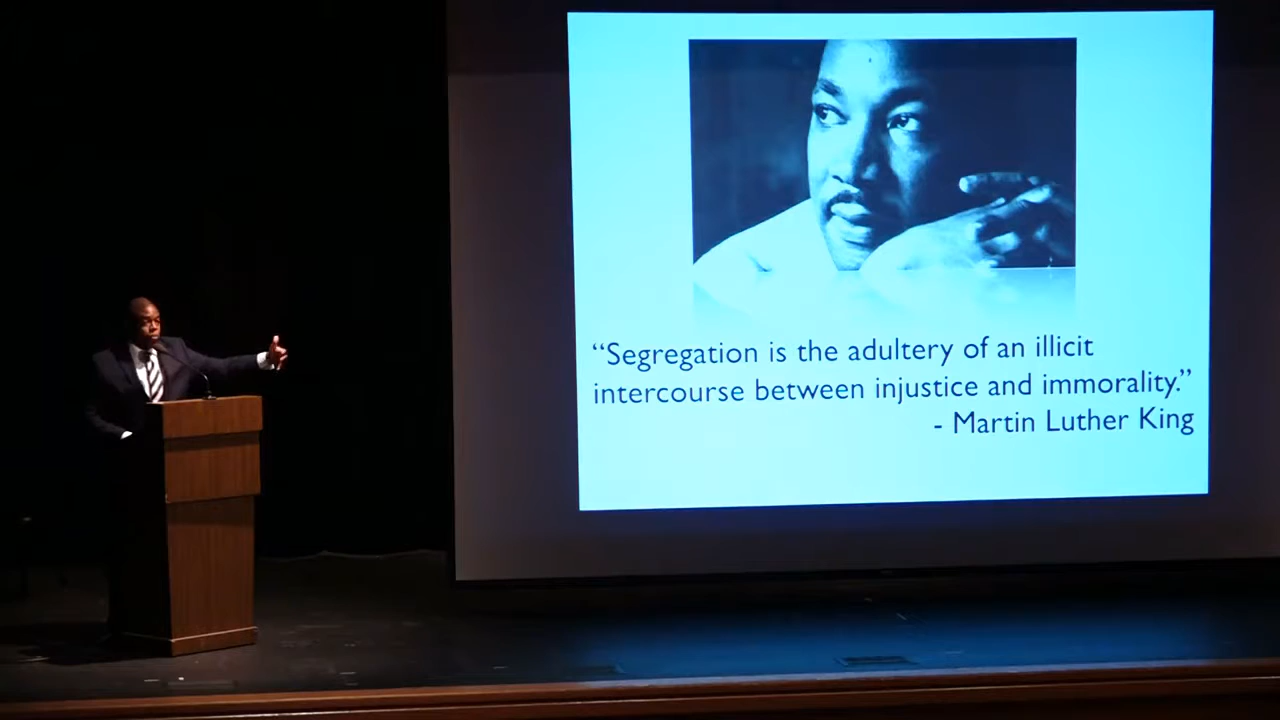 “Segregation is the adultery of an illicit
intercourse between injustice and immorality.”
- Martin Luther King